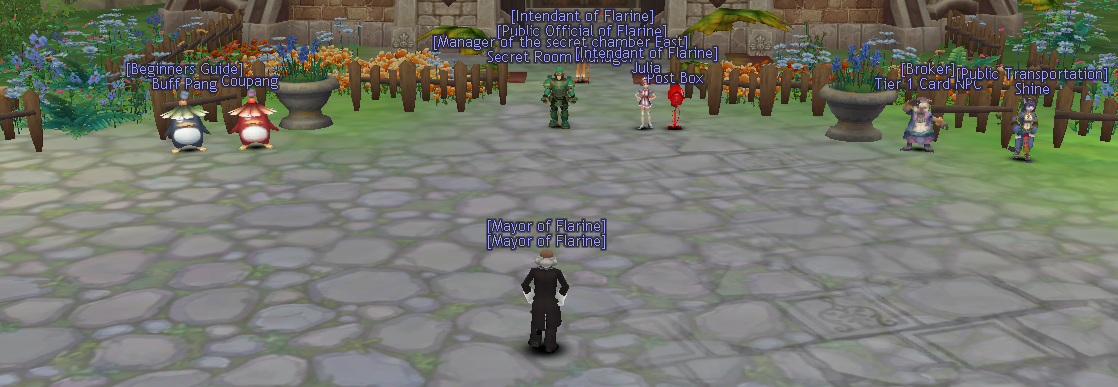 [Intendant of Flarine]
[Public Official of Flarine]
[Manager of the secret chamber East]
Intendant of Flarine]
Secret Room
Julia
Post Box
[Beginners Guide]
Buff Pang
Coupang
[Broker]
Tier 1 Card NPC
[Public Transportation]
Shine
[Mayor of Flarine]
[Mayor of Flarine]